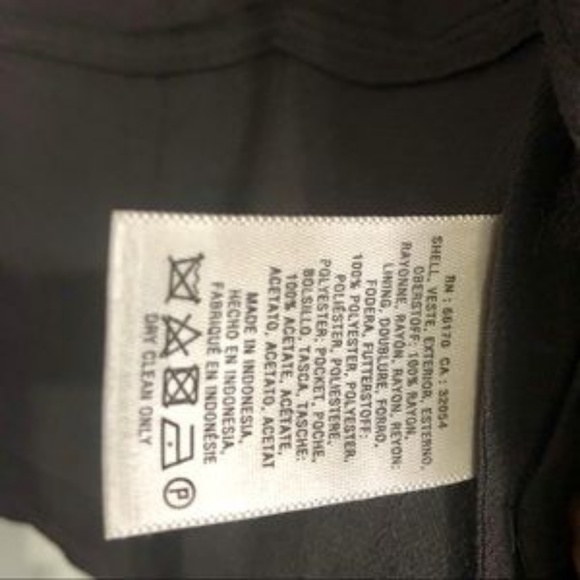 RN : 66170 CA : 32054
SHELL, VESTE, EXTERIOR, ESTERNO,
OBERSTOFF: 100% RAYON,
RAYONNE, RAYON, RAYON, REYON;
LINING, DOUBLURE, FORRO,
FODERA, FUTTERSTOFF:
100% POLYESTER, POLYESTER,
POLIÉSTER, POLIESTERE,
POLYESTER; POCKET, POCHE,
BOLSILLO, TASCA, TASCHE:
100% ACETATE, ACÉTATE,
ACETATO, ACETATO, ACETAT
MADE IN INDONESIA,
HECHO EN INDONESIA,
FABRIQUÉ EN INDONÉSIE
P
DRY CLEAN ONLY